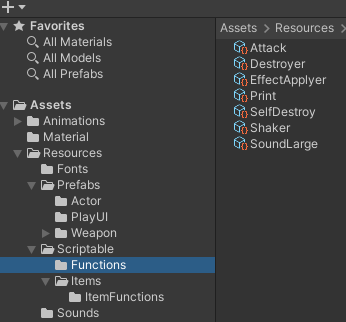 Favorites
All Materials
All Models
All Prefabs
Assets
Animations
Material
Resources
Fonts
Prefabs
Actor
PlayUI
Weapon
Scriptable
Functions
Items
ItemFunctions
Sounds
Assets > Resources >
Attack
Destroyer
EffectApplyer
Print
SelfDestroy
Shaker
SoundLarge